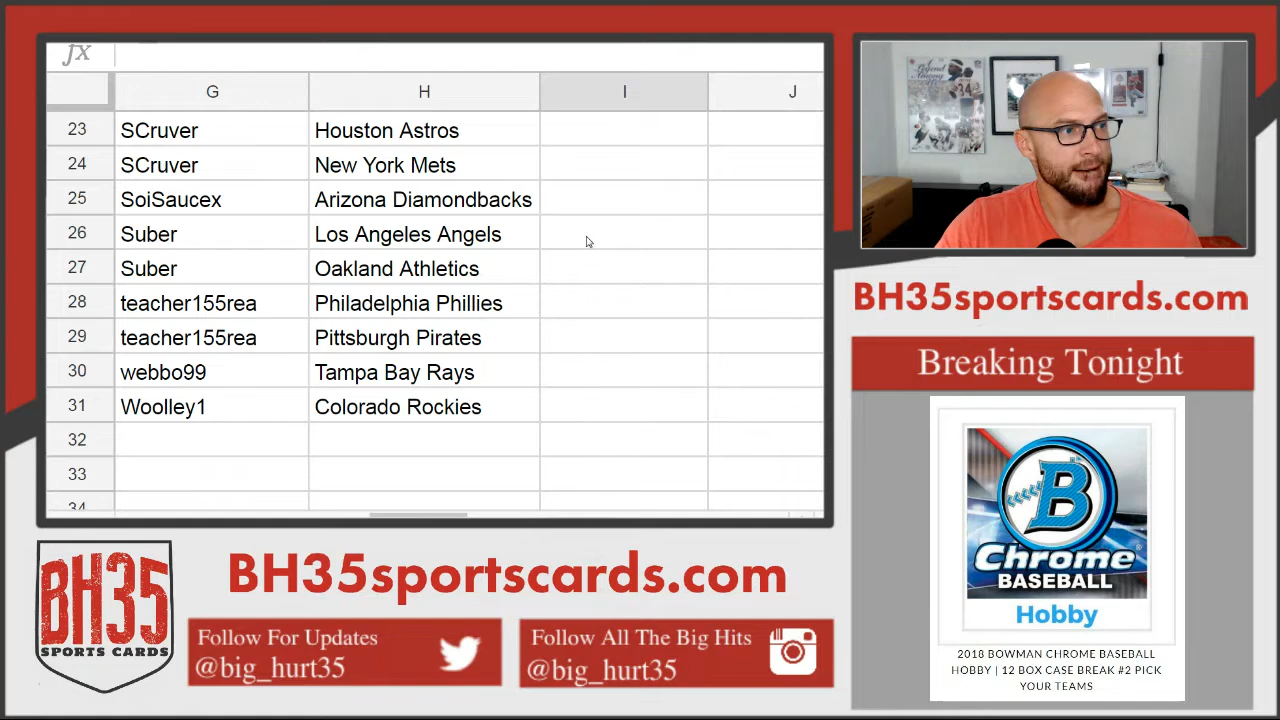 fx
G H I J
23 SCruver Houston Astros
24 SCruver New York Mets
25 SoiSaucex Arizona Diamondbacks
26 Suber Los Angeles Angels
27 Suber Oakland Athletics
28 teacher155rea Philadelphia Phillies
29 teacher155rea Pittsburgh Pirates
30 webbo99 Tampa Bay Rays
31 Woolley1 Colorado Rockies
32
33
34
34
BH35sportscards.com
Breaking Tonight
B
Chrome
BASEBALL
Hobby
2018 BOWMAN CHROME BASEBALL
HOBBY | 12 BOX CASE BREAK #2 PICK
YOUR TEAMS
BH35
SPORTS CARDS
BH35sportscards.com
Follow For Updates
@big_hurt35
Follow All The Big Hits
@big_hurt35